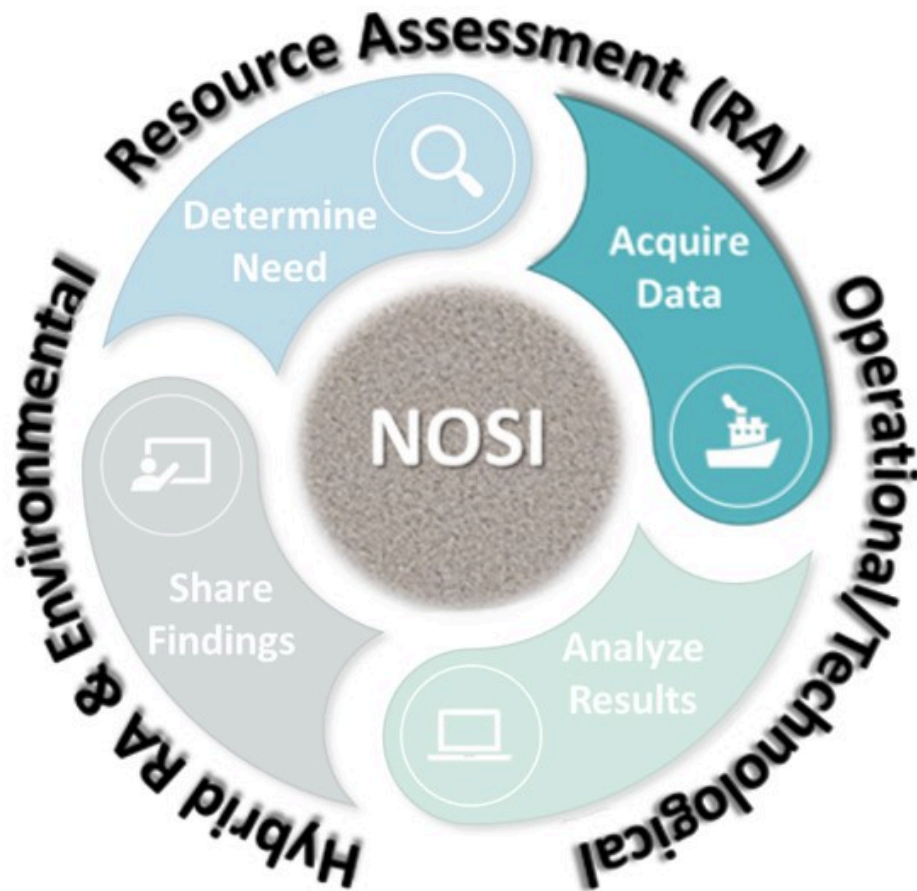 Resource Assessment (RA)
Operational/Technological
Hybrid RA & Environmental
Determine
Need
Acquire
Data
Analyze
Results
Share
Findings
NOSI